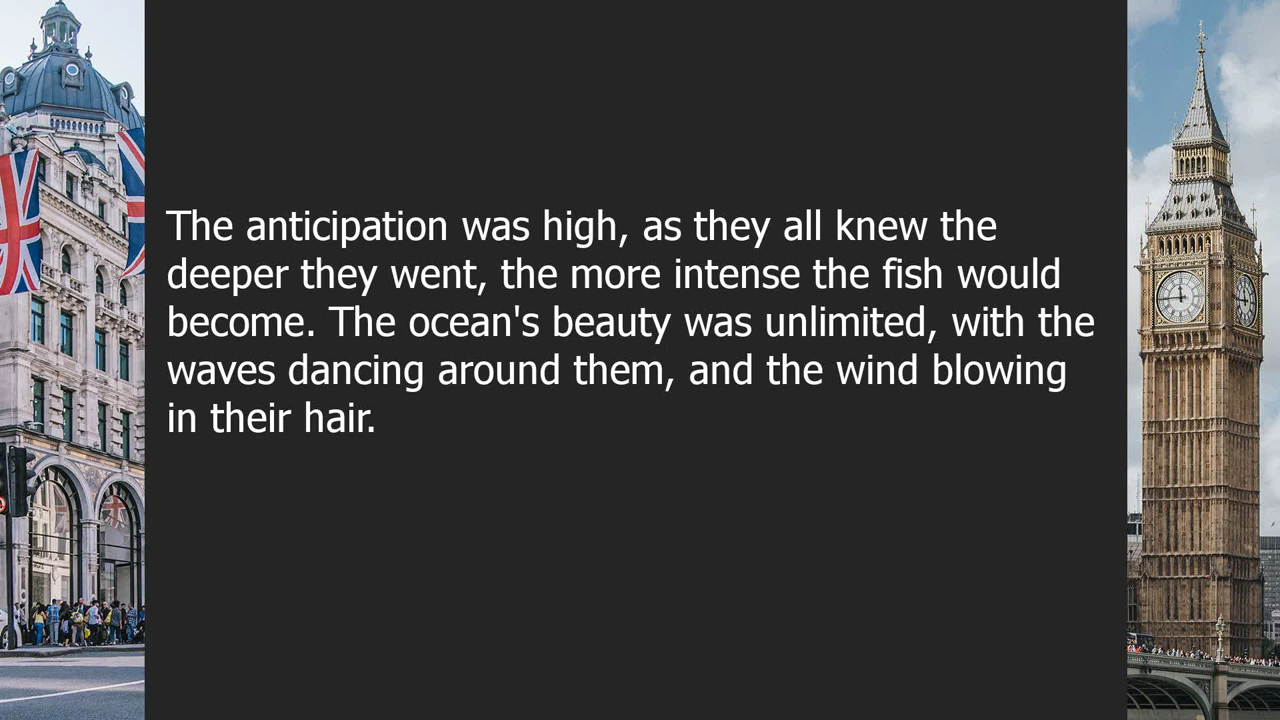 The anticipation was high, as they all knew the
deeper they went, the more intense the fish would
become. The ocean's beauty was unlimited, with the
waves dancing around them, and the wind blowing
in their hair.